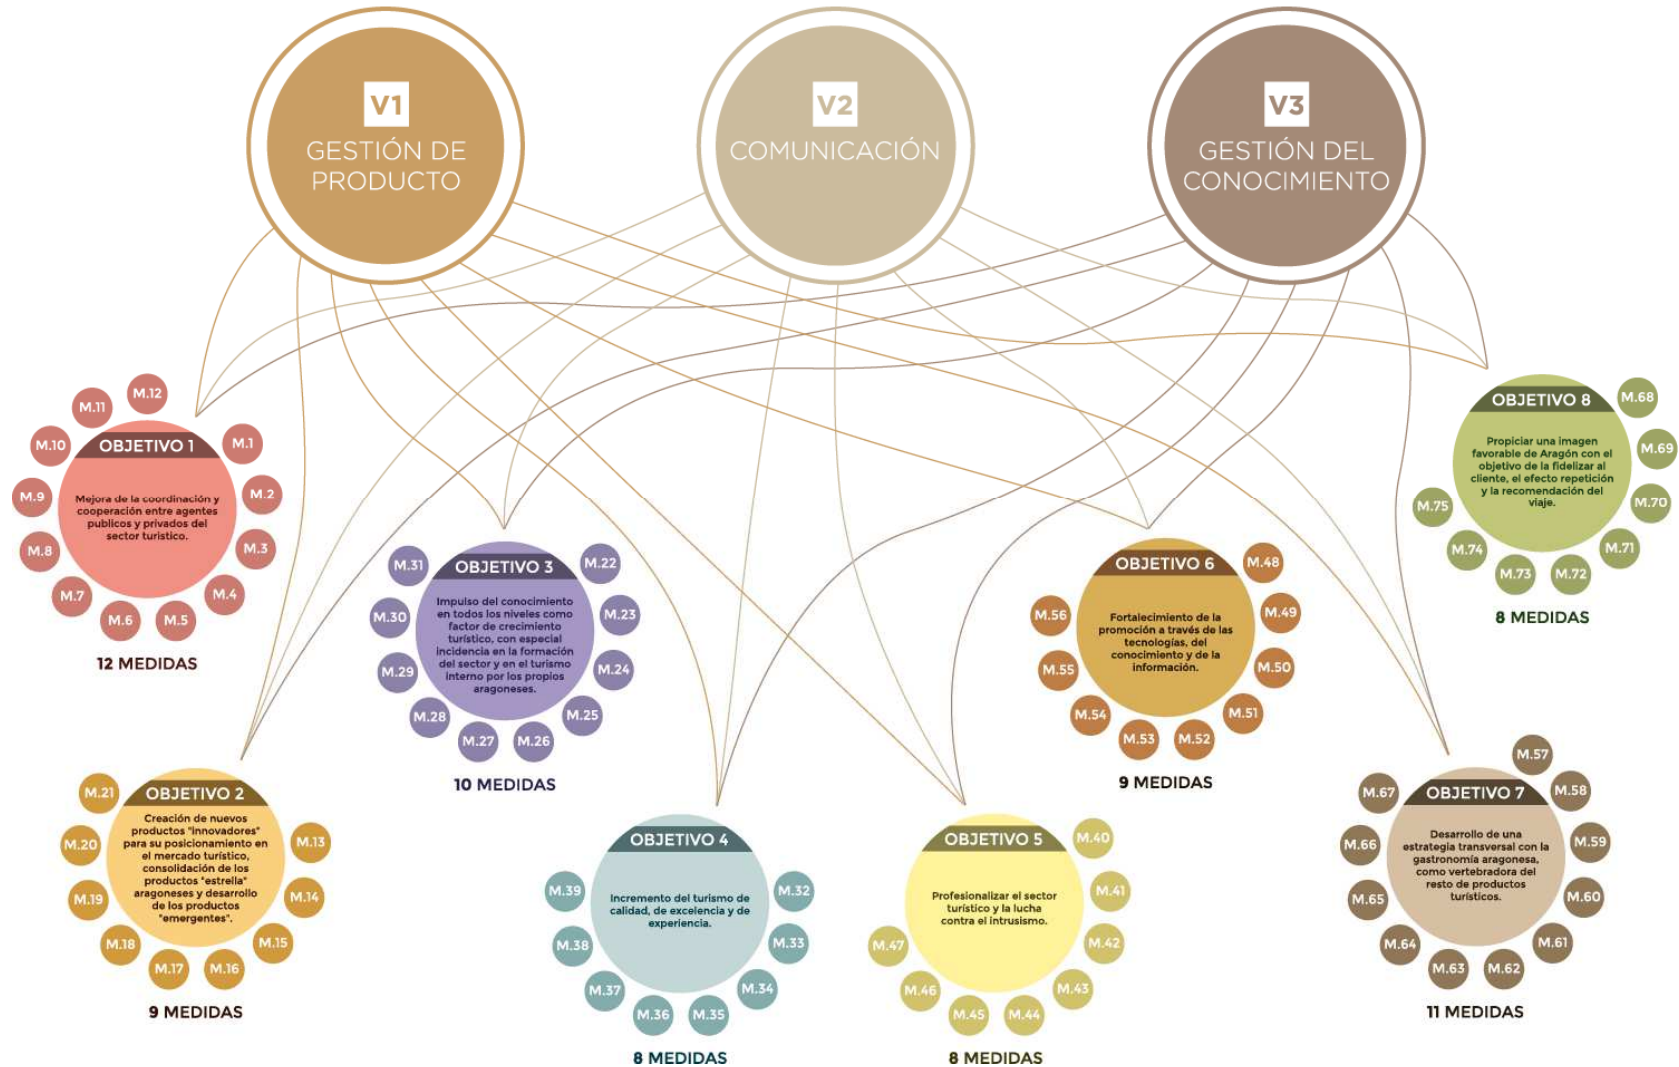 V1
GESTIÓN DE
PRODUCTO
V2
COMUNICACIÓN
V3
GESTIÓN DEL
CONOCIMIENTO
OBJETIVO 1
Mejora de la coordinación y
cooperación entre agentes
publicos y privados del
sector turistico.
M.1
M.2
M.3
M.4
M.5
M.6
M.7
M.8
M.9
M.10
M.11
M.12
12 MEDIDAS
OBJETIVO 2
Creación de nuevos
productos "innovadores"
para su posicionamiento en
el mercado turístico,
consolidación de los
productos "estrella"
aragoneses y desarrollo
de los productos
"emergentes".
M.13
M.14
M.15
M.16
M.17
M.18
M.19
M.20
M.21
9 MEDIDAS
OBJETIVO 3
Impulso del conocimiento
en todos los niveles como
factor de crecimiento
turístico, con especial
incidencia en la formación
del sector y en el turismo
interno por los propios
aragoneses.
M.22
M.23
M.24
M.25
M.26
M.27
M.28
M.29
M.30
M.31
10 MEDIDAS
OBJETIVO 4
Incremento del turismo de
calidad, de excelencia y de
experiencia.
M.32
M.33
M.34
M.35
M.36
M.37
M.38
M.39
8 MEDIDAS
OBJETIVO 5
Profesionalizar el sector
turístico y la lucha
contra el intrusismo.
M.40
M.41
M.42
M.43
M.44
M.45
M.46
M.47
8 MEDIDAS
OBJETIVO 6
Fortalecimiento de la
promoción a través de las
tecnologías, del
conocimiento y de la
información.
M.48
M.49
M.50
M.51
M.52
M.53
M.54
M.55
M.56
9 MEDIDAS
OBJETIVO 7
Desarrollo de una
estrategia transversal con la
gastronomía aragonesa,
como vertebradora del
resto de productos
turísticos.
M.57
M.58
M.59
M.60
M.61
M.62
M.63
M.64
M.65
M.66
M.67
11 MEDIDAS
OBJETIVO 8
Propiciar una imagen
favorable de Aragón con el
objetivo de la fidelizar al
cliente, el efecto repetición
y la recomendación del
viaje.
M.68
M.69
M.70
M.71
M.72
M.73
M.74
M.75
8 MEDIDAS